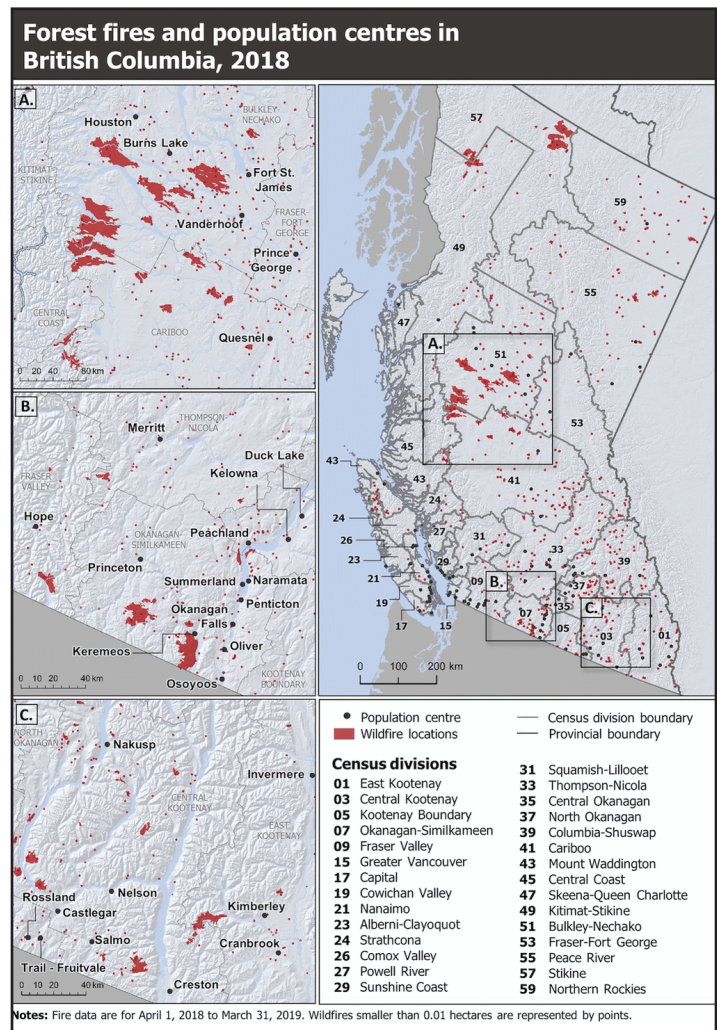 Forest fires and population centres in
British Columbia, 2018
A.
Houston
BULKLEY-
NECHAKO
Burns Lake
KITIMAT-
STIKINE
Fort St.
James
Vanderhoof
FRASER-
FORT
GEORGE
Prince
George
CENTRAL
COAST
CARIBOO
Quesnel
0 20 40 80 km
B.
THOMPSON-
NICOLA
Merritt
Duck Lake
Kelowna
FRASER
VALLEY
Hope
OKANAGAN-
SIMILKAMEEN
Peachland
Princeton
Summerland
Naramata
Penticton
Okanagan
Falls
Keremeos
Oliver
KOOTENAY
BOUNDARY
Osoyoos
0 10 20 40 km
C.
NORTH
OKANAGAN
Nakusp
Invermere
CENTRAL
KOOTENAY
EAST
KOOTENAY
Rossland
Nelson
Castlegar
Kimberley
Salmo
Cranbrook
Trail - Fruitvale
Creston
0 10 20 40 km
57
59
49
55
47
A.
51
53
45
43
43
41
24
24
27
31
26
33
39
23
29
37
21
09
B.
35
C.
19
07
05
03
01
17
15
0 100 200 km
Population centre
Wildfire locations
Census division boundary
Provincial boundary
Census divisions
01 East Kootenay
03 Central Kootenay
05 Kootenay Boundary
07 Okanagan-Similkameen
09 Fraser Valley
15 Greater Vancouver
17 Capital
19 Cowichan Valley
21 Nanaimo
23 Alberni-Clayoquot
24 Strathcona
26 Comox Valley
27 Powell River
29 Sunshine Coast
31 Squamish-Lillooet
33 Thompson-Nicola
35 Central Okanagan
37 North Okanagan
39 Columbia-Shuswap
41 Cariboo
43 Mount Waddington
45 Central Coast
47 Skeena-Queen Charlotte
49 Kitimat-Stikine
51 Bulkley-Nechako
53 Fraser-Fort George
55 Peace River
57 Stikine
59 Northern Rockies
Notes: Fire data are for April 1, 2018 to March 31, 2019. Wildfires smaller than 0.01 hectares are represented by points.